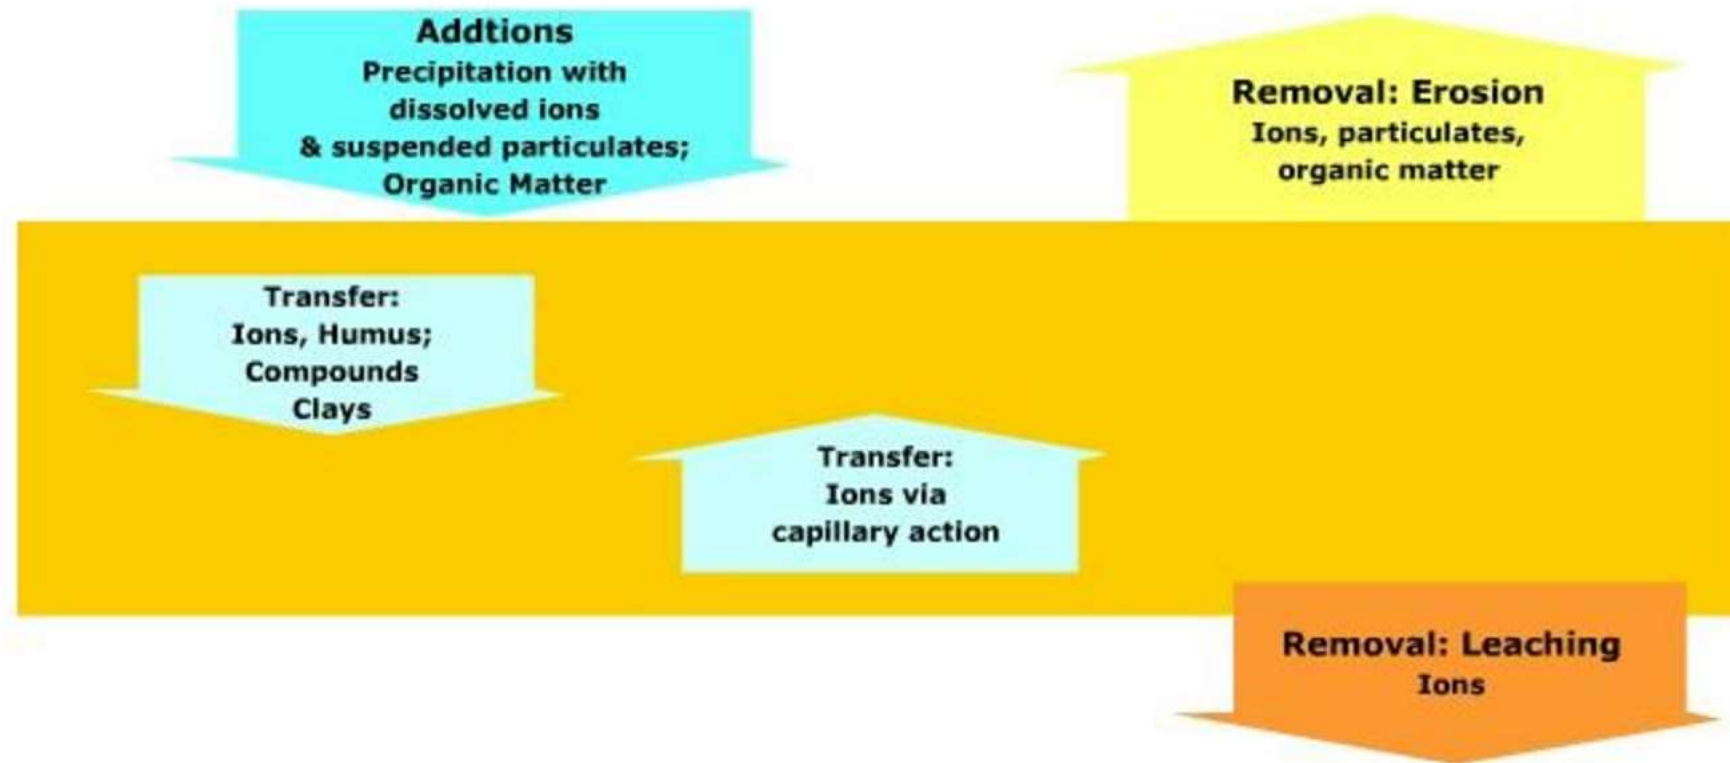 Addtions
Precipitation with
dissolved ions
& suspended particulates;
Organic Matter
Removal: Erosion
Ions, particulates,
organic matter
Transfer:
Ions, Humus;
Compounds
Clays
Transfer:
Ions via
capillary action
Removal: Leaching
Ions